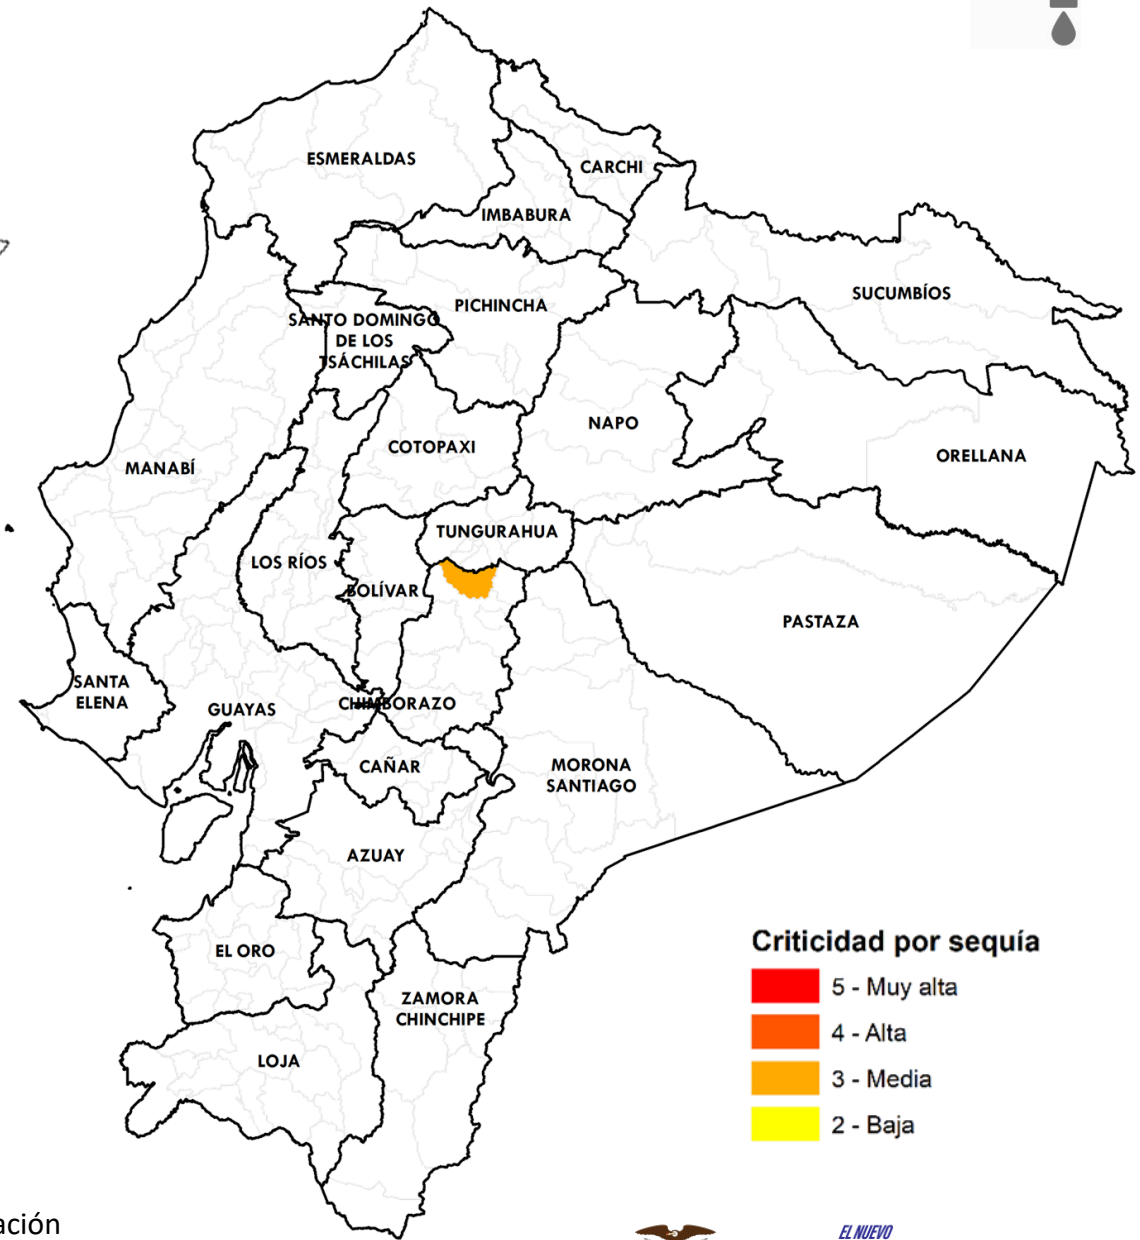 ESMERALDAS
CARCHI
IMBABURA
SUCUMBÍOS
PICHINCHA
SANTO DOMINGO
DE LOS
TSÁCHILAS
NAPO
COTOPAXI
ORELLANA
MANABÍ
TUNGURAHUA
LOS RÍOS
BOLÍVAR
PASTAZA
SANTA
ELENA
GUAYAS
CHIMBORAZO
CAÑAR
MORONA
SANTIAGO
AZUAY
EL ORO
ZAMORA
CHINCHIPE
LOJA
Criticidad por sequía
5 - Muy alta
4 - Alta
3 - Media
2 - Baja
ación
EL NUEVO